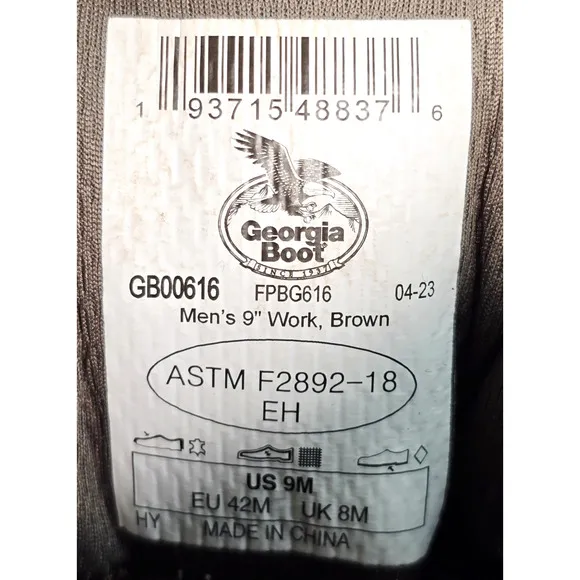 1 93715 48837 6
Georgia
Boot
SINCE 1937
GB00616 FPBG616 04-23
Men's 9" Work, Brown
ASTM F2892-18
EH
US 9M
EU 42M UK 8M
HY MADE IN CHINA